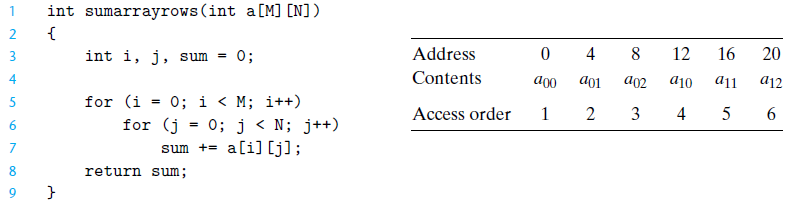 1 int sumarrayrows(int a[M][N])
2 {
3 int i, j, sum = 0;
4
5 for (i = 0; i < M; i++)
6 for (j = 0; j < N; j++)
7 sum += a[i][j];
8 return sum;
9 }
Address 0 4 8 12 16 20
Contents a00 a01 a02 a10 a11 a12
Access order 1 2 3 4 5 6